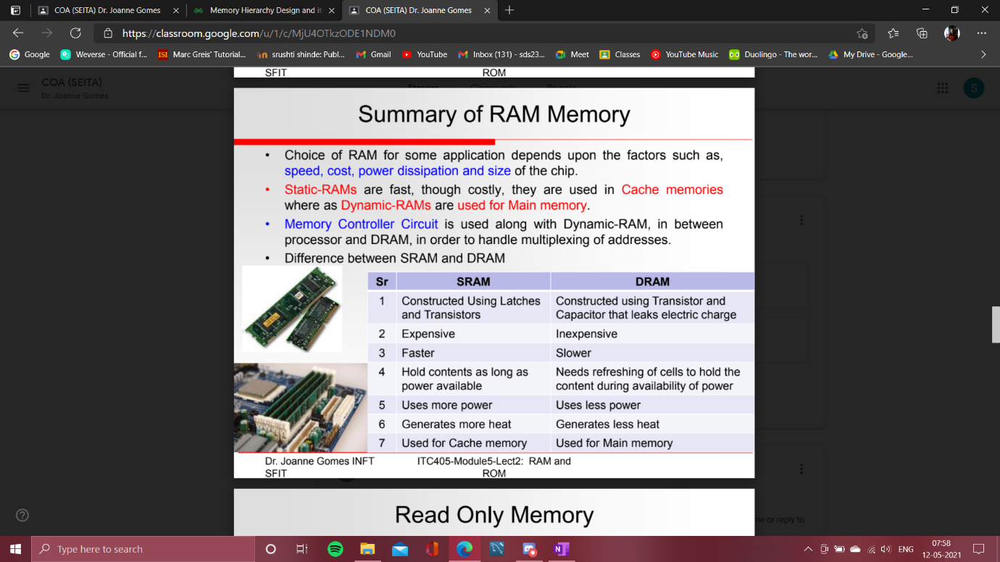 COA (SEITA) Dr. Joanne Gomes
Memory Hierarchy Design and it
COA (SEITA) Dr. Joanne Gomes
https://classroom.google.com/u/1/c/MjU4OTkzODE1NDM0
Google
Weverse - Official f...
ISI Marc Greis' Tutorial...
srushti shinde: Publ...
Gmail
YouTube
Inbox (131) - sds23...
Meet
Classes
YouTube Music
Duolingo - The wor...
My Drive - Google...
COA (SEITA)
Dr. Joanne Gomes
Stream Classwork People
S
SFIT ROM
Summary of RAM Memory
• Choice of RAM for some application depends upon the factors such as,
speed, cost, power dissipation and size of the chip.
• Static-RAMs are fast, though costly, they are used in Cache memories
where as Dynamic-RAMs are used for Main memory.
• Memory Controller Circuit is used along with Dynamic-RAM, in between
processor and DRAM, in order to handle multiplexing of addresses.
• Difference between SRAM and DRAM
Sr SRAM DRAM
1 Constructed Using Latches Constructed using Transistor and
and Transistors Capacitor that leaks electric charge
2 Expensive Inexpensive
3 Faster Slower
4 Hold contents as long as Needs refreshing of cells to hold the
power available content during availability of power
5 Uses more power Uses less power
6 Generates more heat Generates less heat
7 Used for Cache memory Used for Main memory
Dr. Joanne Gomes INFT ITC405-Module5-Lect2: RAM and
SFIT ROM
Read Only Memory
me or reply to
Type here to search
ENG
07:58
12-05-2021